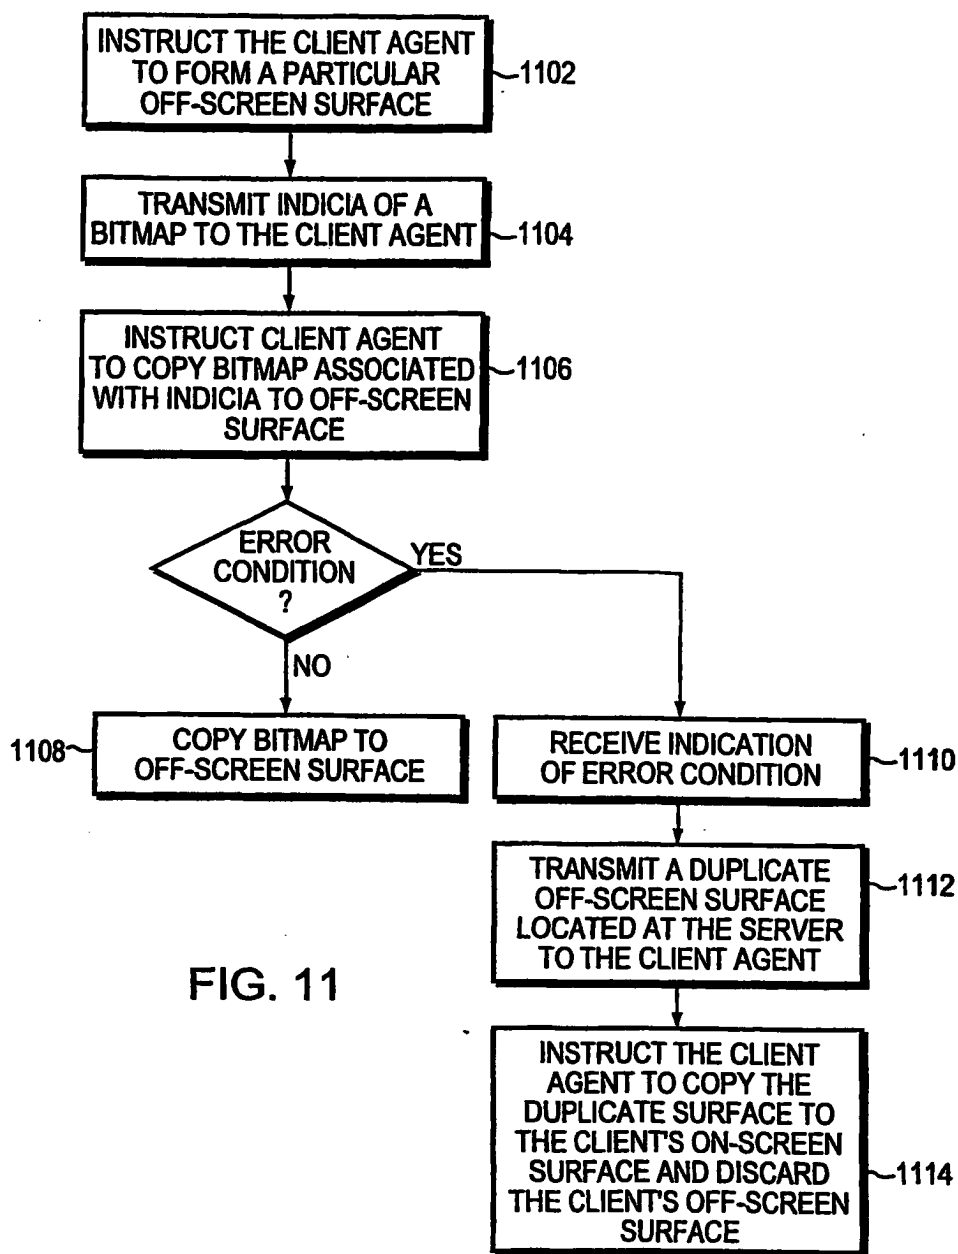 INSTRUCT THE CLIENT AGENT
TO FORM A PARTICULAR
OFF-SCREEN SURFACE
1102
TRANSMIT INDICIA OF A
BITMAP TO THE CLIENT AGENT
1104
INSTRUCT CLIENT AGENT
TO COPY BITMAP ASSOCIATED
WITH INDICIA TO OFF-SCREEN
SURFACE
1106
ERROR
CONDITION
?
YES
NO
1108
COPY BITMAP TO
OFF-SCREEN SURFACE
RECEIVE INDICATION
OF ERROR CONDITION
1110
TRANSMIT A DUPLICATE
OFF-SCREEN SURFACE
LOCATED AT THE SERVER
TO THE CLIENT AGENT
1112
INSTRUCT THE CLIENT
AGENT TO COPY THE
DUPLICATE SURFACE TO
THE CLIENT'S ON-SCREEN
SURFACE AND DISCARD
THE CLIENT'S OFF-SCREEN
SURFACE
1114
FIG. 11